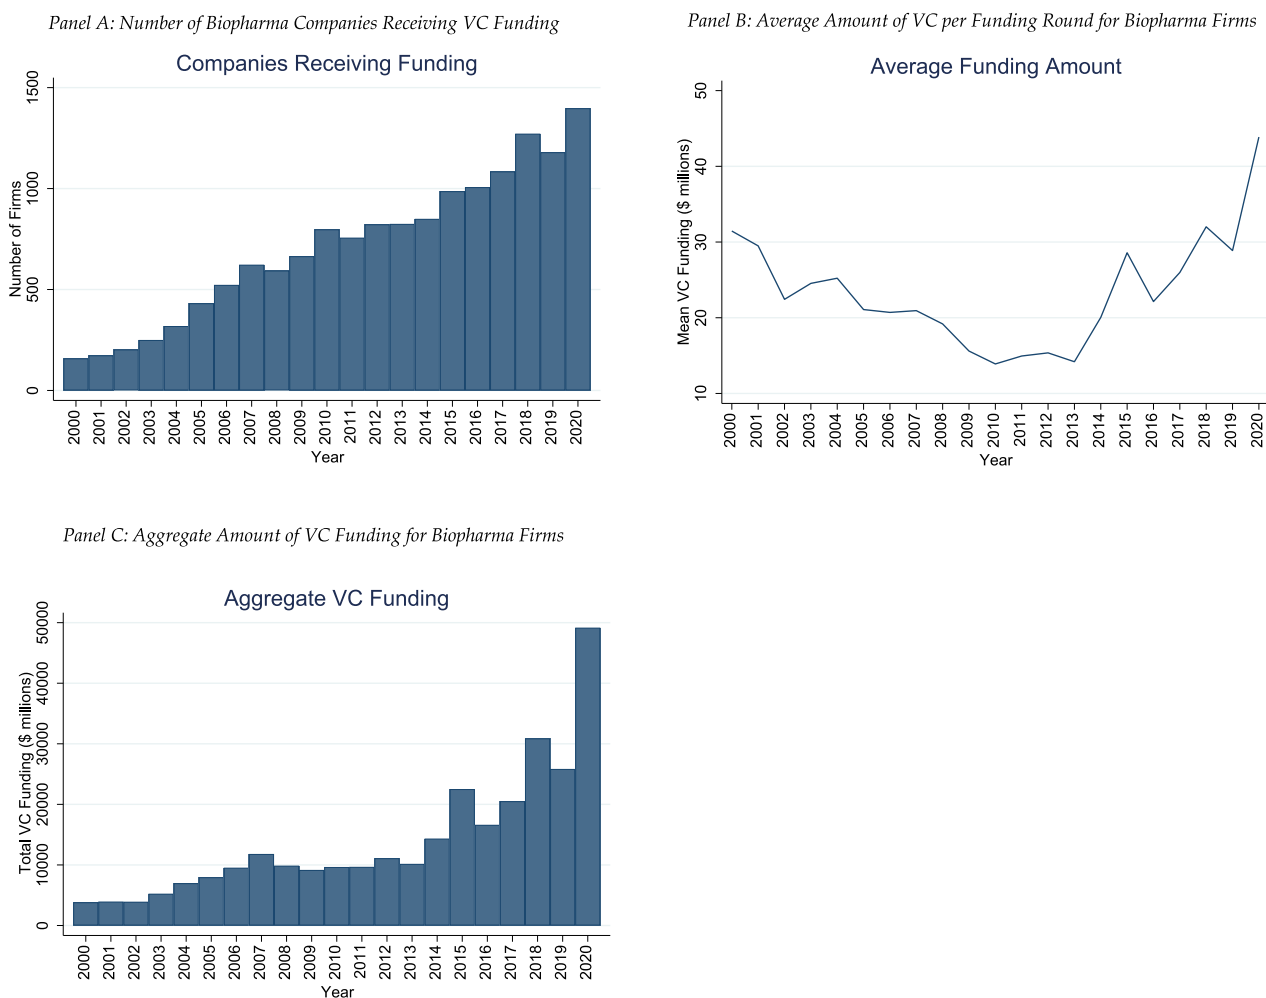 Panel A: Number of Biopharma Companies Receiving VC Funding
Companies Receiving Funding
Number of Firms
1500
1000
500
0
2000 2001 2002 2003 2004 2005 2006 2007 2008 2009 2010 2011 2012 2013 2014 2015 2016 2017 2018 2019 2020
Year
Panel B: Average Amount of VC per Funding Round for Biopharma Firms
Average Funding Amount
Mean VC Funding ($ millions)
50
40
30
20
10
2000 2001 2002 2003 2004 2005 2006 2007 2008 2009 2010 2011 2012 2013 2014 2015 2016 2017 2018 2019 2020
Year
Panel C: Aggregate Amount of VC Funding for Biopharma Firms
Aggregate VC Funding
Total VC Funding ($ millions)
50000
40000
30000
20000
10000
0
2000 2001 2002 2003 2004 2005 2006 2007 2008 2009 2010 2011 2012 2013 2014 2015 2016 2017 2018 2019 2020
Year